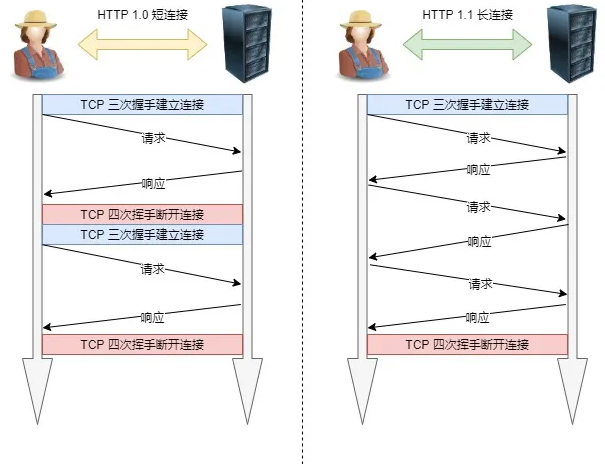 HTTP 1.0 短连接
TCP 三次握手建立连接
请求
响应
TCP 四次挥手断开连接
TCP 三次握手建立连接
请求
响应
TCP 四次挥手断开连接
HTTP 1.1 长连接
TCP 三次握手建立连接
请求
响应
请求
响应
请求
响应
TCP 四次挥手断开连接